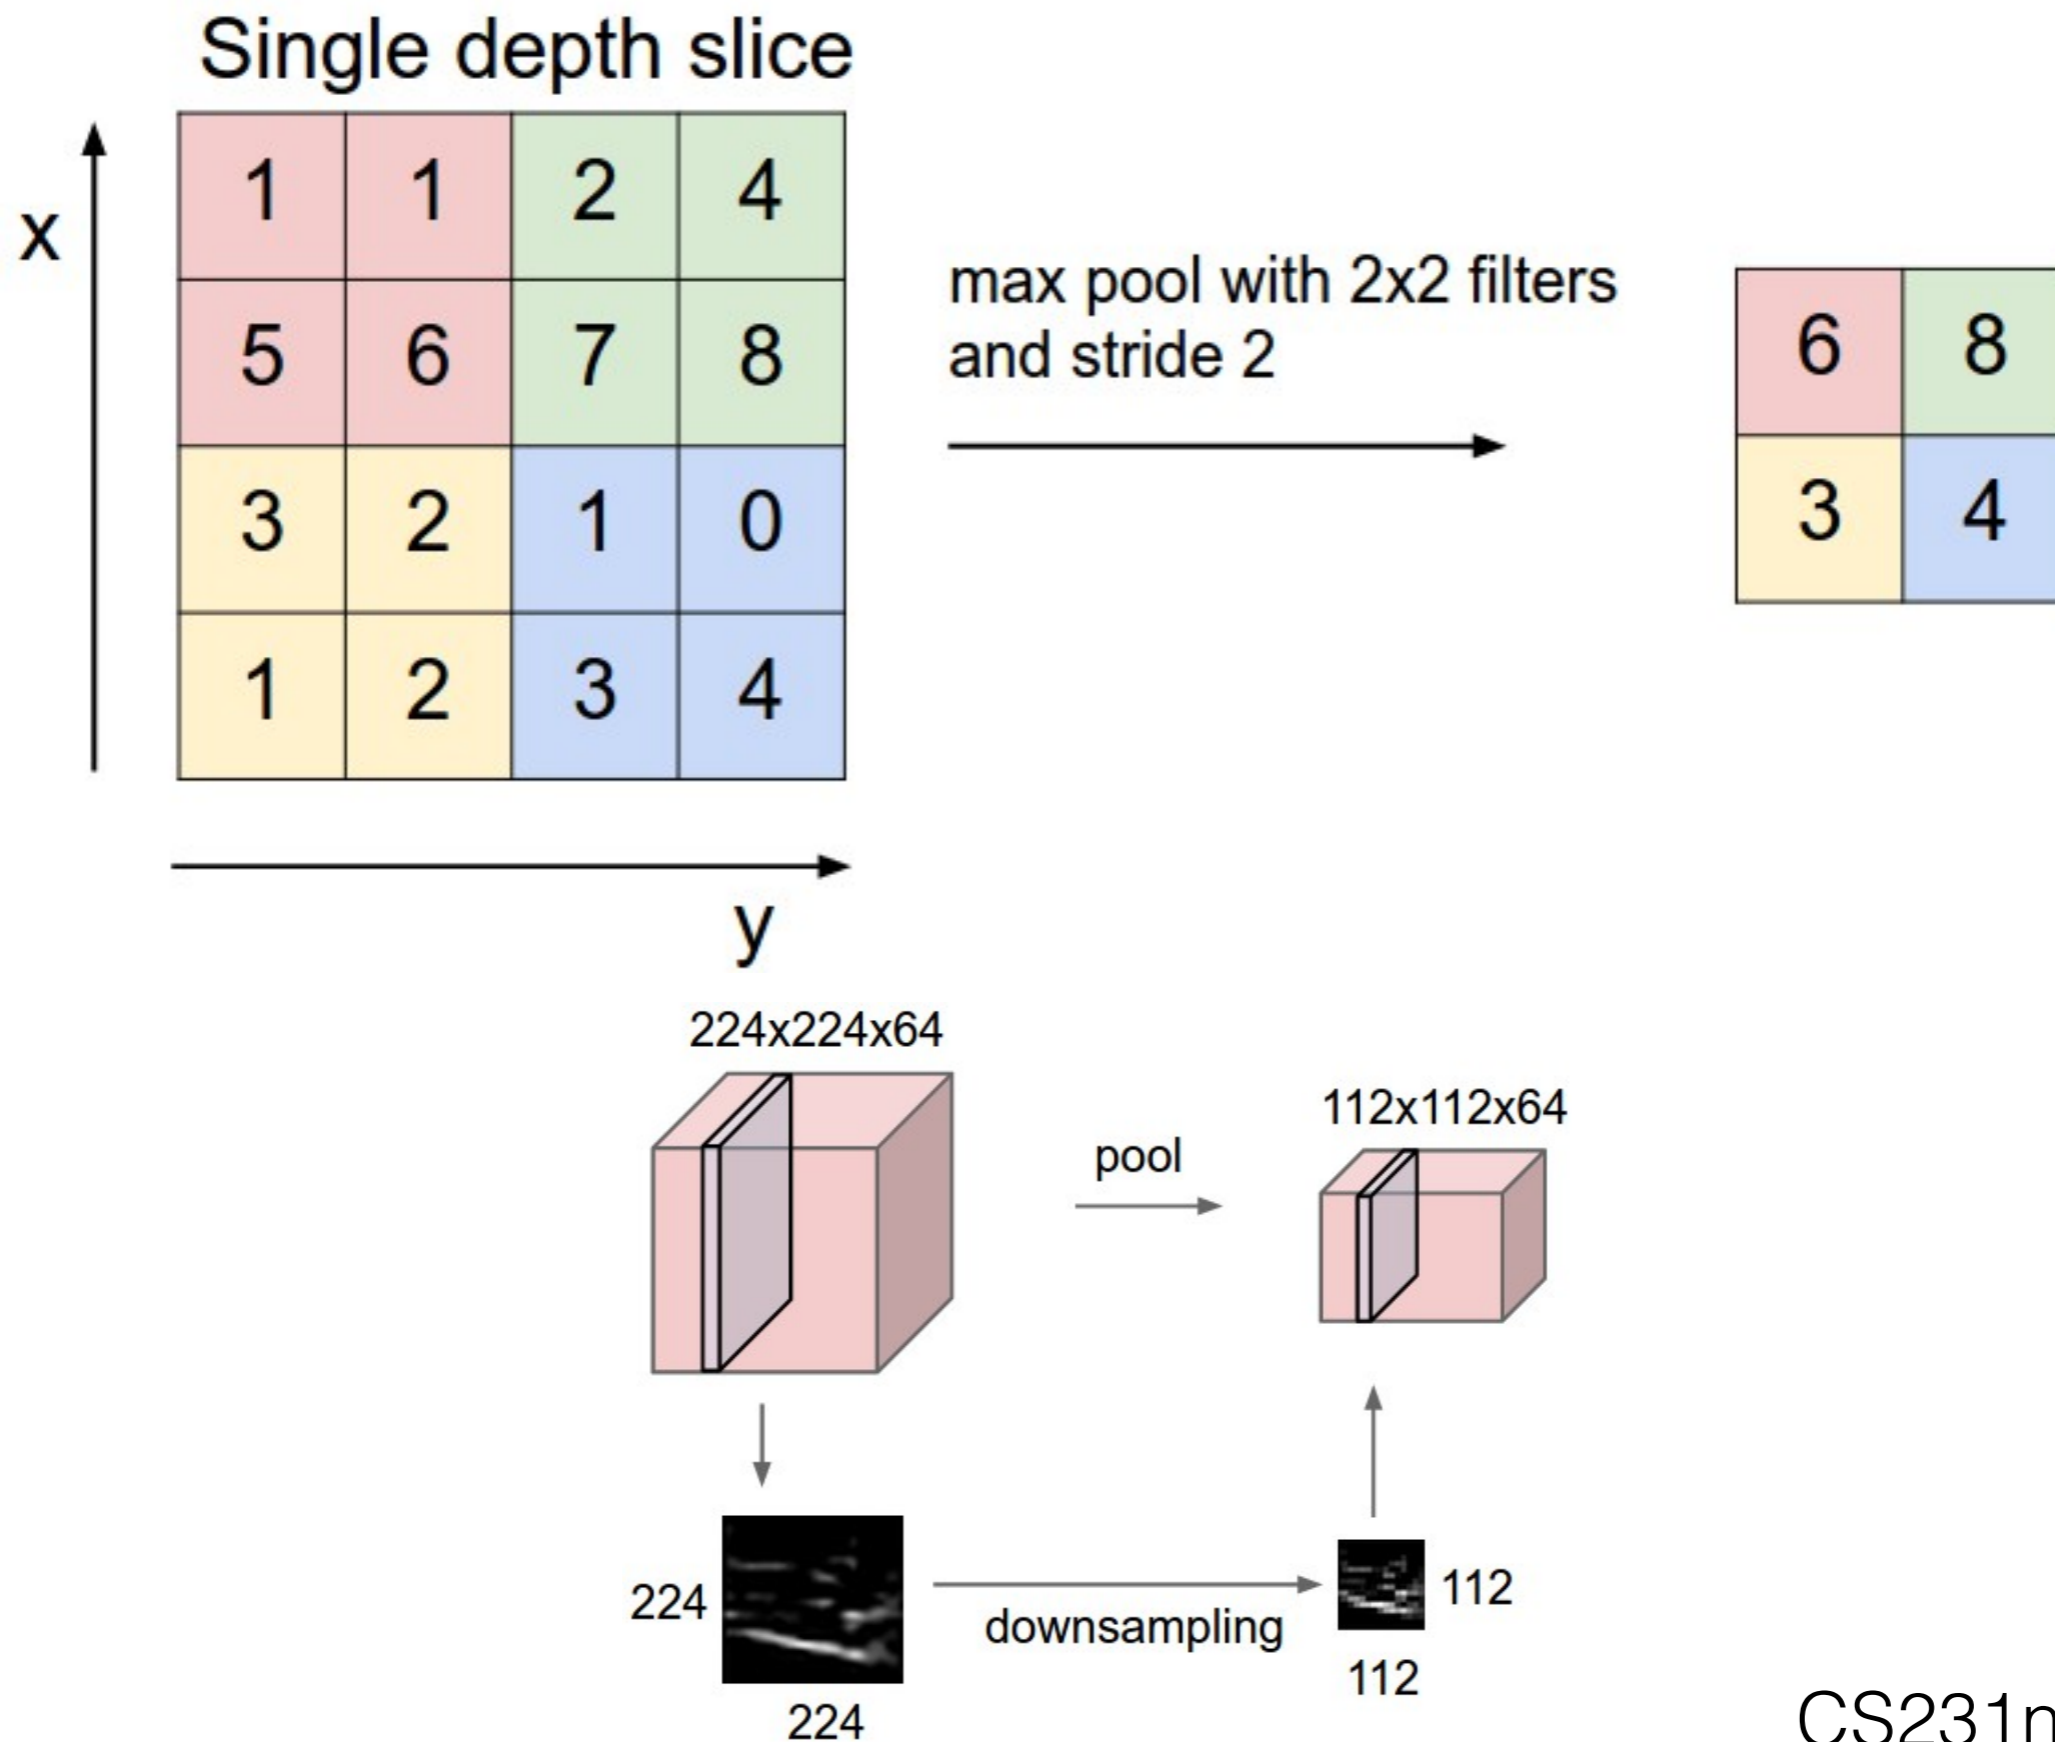 Single depth slice
x
1 1 2 4
5 6 7 8
3 2 1 0
1 2 3 4
y
max pool with 2x2 filters
and stride 2
6 8
3 4
224x224x64
pool
112x112x64
224
224
downsampling
112
112
CS231n